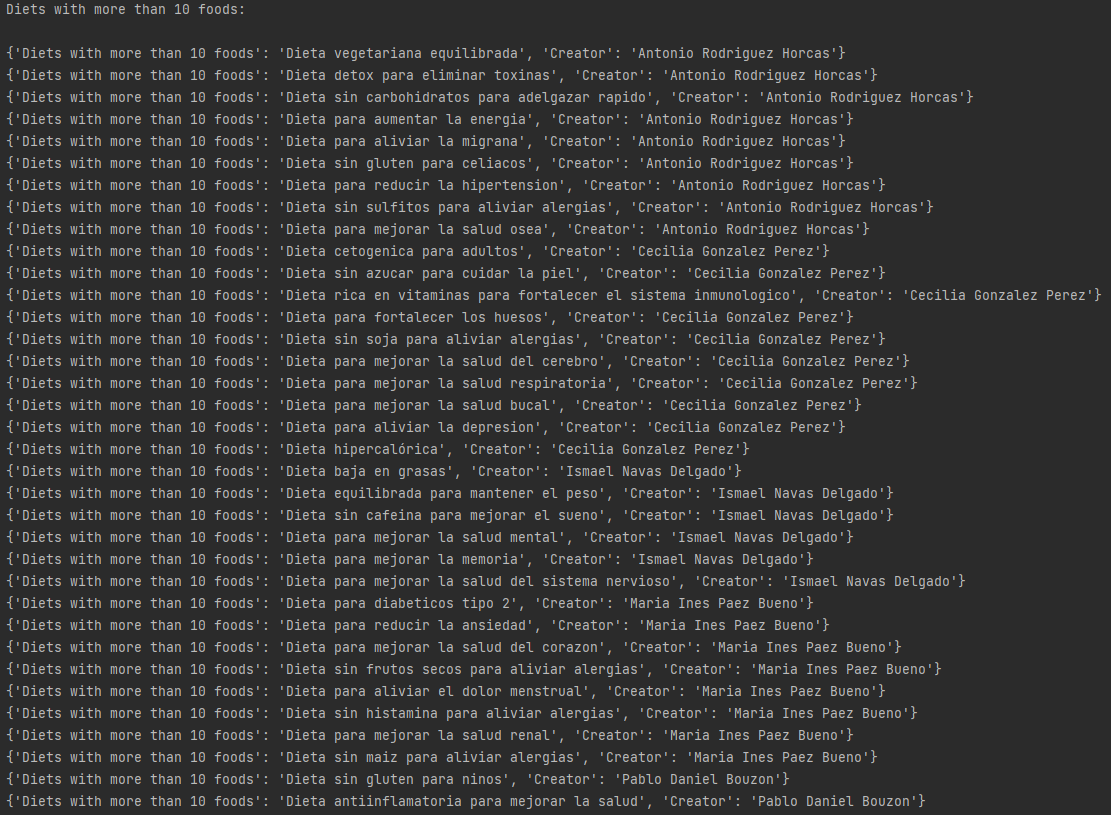 Diets with more than 10 foods:
{'Diets with more than 10 foods': 'Dieta vegetariana equilibrada', 'Creator': 'Antonio Rodriguez Horcas'}
{'Diets with more than 10 foods': 'Dieta detox para eliminar toxinas', 'Creator': 'Antonio Rodriguez Horcas'}
{'Diets with more than 10 foods': 'Dieta sin carbohidratos para adelgazar rapido', 'Creator': 'Antonio Rodriguez Horcas'}
{'Diets with more than 10 foods': 'Dieta para aumentar la energia', 'Creator': 'Antonio Rodriguez Horcas'}
{'Diets with more than 10 foods': 'Dieta para aliviar la migrana', 'Creator': 'Antonio Rodriguez Horcas'}
{'Diets with more than 10 foods': 'Dieta sin gluten para celiacos', 'Creator': 'Antonio Rodriguez Horcas'}
{'Diets with more than 10 foods': 'Dieta para reducir la hipertension', 'Creator': 'Antonio Rodriguez Horcas'}
{'Diets with more than 10 foods': 'Dieta sin sulfitos para aliviar alergias', 'Creator': 'Antonio Rodriguez Horcas'}
{'Diets with more than 10 foods': 'Dieta para mejorar la salud osea', 'Creator': 'Antonio Rodriguez Horcas'}
{'Diets with more than 10 foods': 'Dieta cetogenica para adultos', 'Creator': 'Cecilia Gonzalez Perez'}
{'Diets with more than 10 foods': 'Dieta sin azucar para cuidar la piel', 'Creator': 'Cecilia Gonzalez Perez'}
{'Diets with more than 10 foods': 'Dieta rica en vitaminas para fortalecer el sistema inmunologico', 'Creator': 'Cecilia Gonzalez Perez'}
{'Diets with more than 10 foods': 'Dieta para fortalecer los huesos', 'Creator': 'Cecilia Gonzalez Perez'}
{'Diets with more than 10 foods': 'Dieta sin soja para aliviar alergias', 'Creator': 'Cecilia Gonzalez Perez'}
{'Diets with more than 10 foods': 'Dieta para mejorar la salud del cerebro', 'Creator': 'Cecilia Gonzalez Perez'}
{'Diets with more than 10 foods': 'Dieta para mejorar la salud respiratoria', 'Creator': 'Cecilia Gonzalez Perez'}
{'Diets with more than 10 foods': 'Dieta para mejorar la salud bucal', 'Creator': 'Cecilia Gonzalez Perez'}
{'Diets with more than 10 foods': 'Dieta para aliviar la depresion', 'Creator': 'Cecilia Gonzalez Perez'}
{'Diets with more than 10 foods': 'Dieta hipercalórica', 'Creator': 'Cecilia Gonzalez Perez'}
{'Diets with more than 10 foods': 'Dieta baja en grasas', 'Creator': 'Ismael Navas Delgado'}
{'Diets with more than 10 foods': 'Dieta equilibrada para mantener el peso', 'Creator': 'Ismael Navas Delgado'}
{'Diets with more than 10 foods': 'Dieta sin cafeina para mejorar el sueno', 'Creator': 'Ismael Navas Delgado'}
{'Diets with more than 10 foods': 'Dieta para mejorar la salud mental', 'Creator': 'Ismael Navas Delgado'}
{'Diets with more than 10 foods': 'Dieta para mejorar la memoria', 'Creator': 'Ismael Navas Delgado'}
{'Diets with more than 10 foods': 'Dieta para mejorar la salud del sistema nervioso', 'Creator': 'Ismael Navas Delgado'}
{'Diets with more than 10 foods': 'Dieta para diabeticos tipo 2', 'Creator': 'Maria Ines Paez Bueno'}
{'Diets with more than 10 foods': 'Dieta para reducir la ansiedad', 'Creator': 'Maria Ines Paez Bueno'}
{'Diets with more than 10 foods': 'Dieta para mejorar la salud del corazon', 'Creator': 'Maria Ines Paez Bueno'}
{'Diets with more than 10 foods': 'Dieta sin frutos secos para aliviar alergias', 'Creator': 'Maria Ines Paez Bueno'}
{'Diets with more than 10 foods': 'Dieta para aliviar el dolor menstrual', 'Creator': 'Maria Ines Paez Bueno'}
{'Diets with more than 10 foods': 'Dieta sin histamina para aliviar alergias', 'Creator': 'Maria Ines Paez Bueno'}
{'Diets with more than 10 foods': 'Dieta para mejorar la salud renal', 'Creator': 'Maria Ines Paez Bueno'}
{'Diets with more than 10 foods': 'Dieta sin maiz para aliviar alergias', 'Creator': 'Maria Ines Paez Bueno'}
{'Diets with more than 10 foods': 'Dieta sin gluten para ninos', 'Creator': 'Pablo Daniel Bouzon'}
{'Diets with more than 10 foods': 'Dieta antiinflamatoria para mejorar la salud', 'Creator': 'Pablo Daniel Bouzon'}